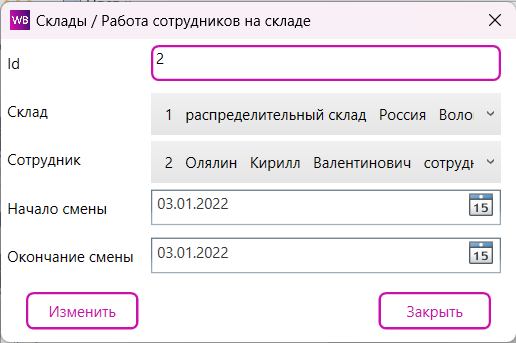 WB Склады / Работа сотрудников на складе
Id 2
Склад 1 распределительный склад Россия Воло
Сотрудник 2 Олялин Кирилл Валентинович сотрудн
Начало смены 03.01.2022 15
Окончание смены 03.01.2022 15
Изменить Закрыть